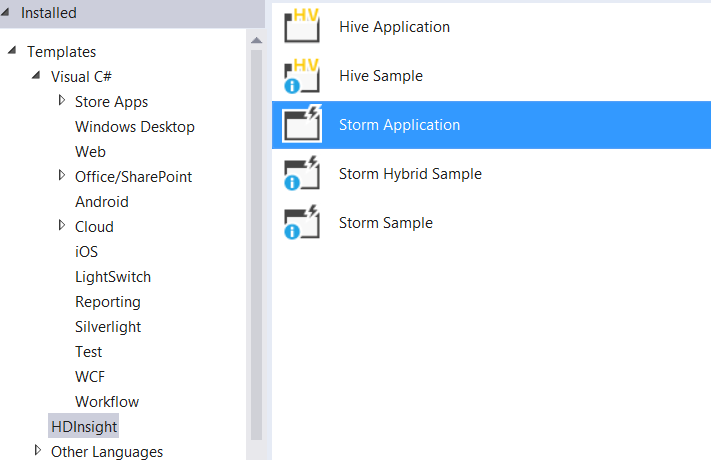 Installed
Templates
Visual C#
Store Apps
Windows Desktop
Web
Office/SharePoint
Android
Cloud
iOS
LightSwitch
Reporting
Silverlight
Test
WCF
Workflow
HDInsight
Other Languages
H.V Hive Application
H.V Hive Sample
Storm Application
Storm Hybrid Sample
Storm Sample